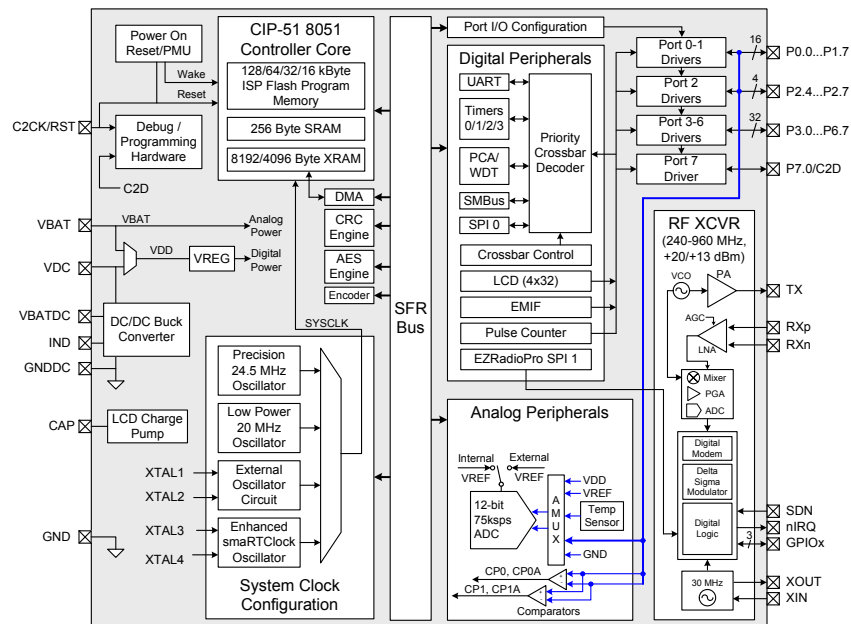 Power On
Reset/PMU
Wake
Reset
C2CK/RST
Debug /
Programming
Hardware
C2D
CIP-51 8051
Controller Core
128/64/32/16 kByte
ISP Flash Program
Memory
256 Byte SRAM
8192/4096 Byte XRAM
DMA
CRC
Engine
AES
Engine
Encoder
SYSCLK
VBAT
VBAT
Analog
Power
VDC
VDD
VREG
Digital
Power
VBATDC
IND
GNDDC
DC/DC Buck
Converter
CAP
LCD Charge
Pump
GND
XTAL1
XTAL2
XTAL3
XTAL4
Precision
24.5 MHz
Oscillator
Low Power
20 MHz
Oscillator
External
Oscillator
Circuit
Enhanced
smaRTClock
Oscillator
System Clock
Configuration
SFR
Bus
Port I/O Configuration
Digital Peripherals
UART
Timers
0/1/2/3
PCA/
WDT
SMBus
SPI 0
Priority
Crossbar
Decoder
Crossbar Control
LCD (4x32)
EMIF
Pulse Counter
EZRadioPro SPI 1
Port 0-1
Drivers
Port 2
Drivers
Port 3-6
Drivers
Port 7
Driver
16
P0.0...P1.7
4
P2.4...P2.7
32
P3.0...P6.7
P7.0/C2D
Analog Peripherals
Internal
VREF
External
VREF
12-bit
75ksps
ADC
A
M
U
X
VDD
VREF
Temp
Sensor
GND
CP0, CP0A
CP1, CP1A
+
-
+
-
Comparators
RF XCVR
(240-960 MHz,
+20/+13 dBm)
VCO
PA
TX
AGC
LNA
RXp
RXn
Mixer
PGA
ADC
Digital
Modem
Delta
Sigma
Modulator
Digital
Logic
SDN
nIRQ
3
GPIOx
30 MHz
XOUT
XIN